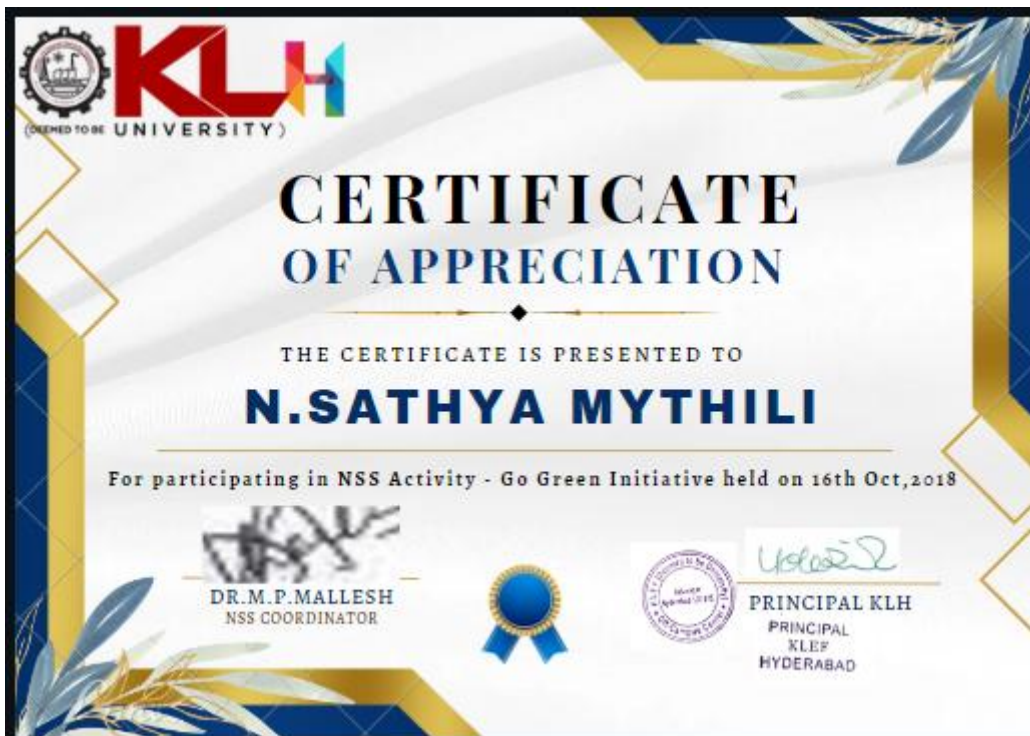 KLH
(DEEMED TO BE UNIVERSITY)
CERTIFICATE
OF APPRECIATION
THE CERTIFICATE IS PRESENTED TO
N.SATHYA MYTHILI
For participating in NSS Activity - Go Green Initiative held on 16th Oct,2018
DR.M.P.MALLESH
NSS COORDINATOR
PRINCIPAL KLH
PRINCIPAL
KLEF
HYDERABAD